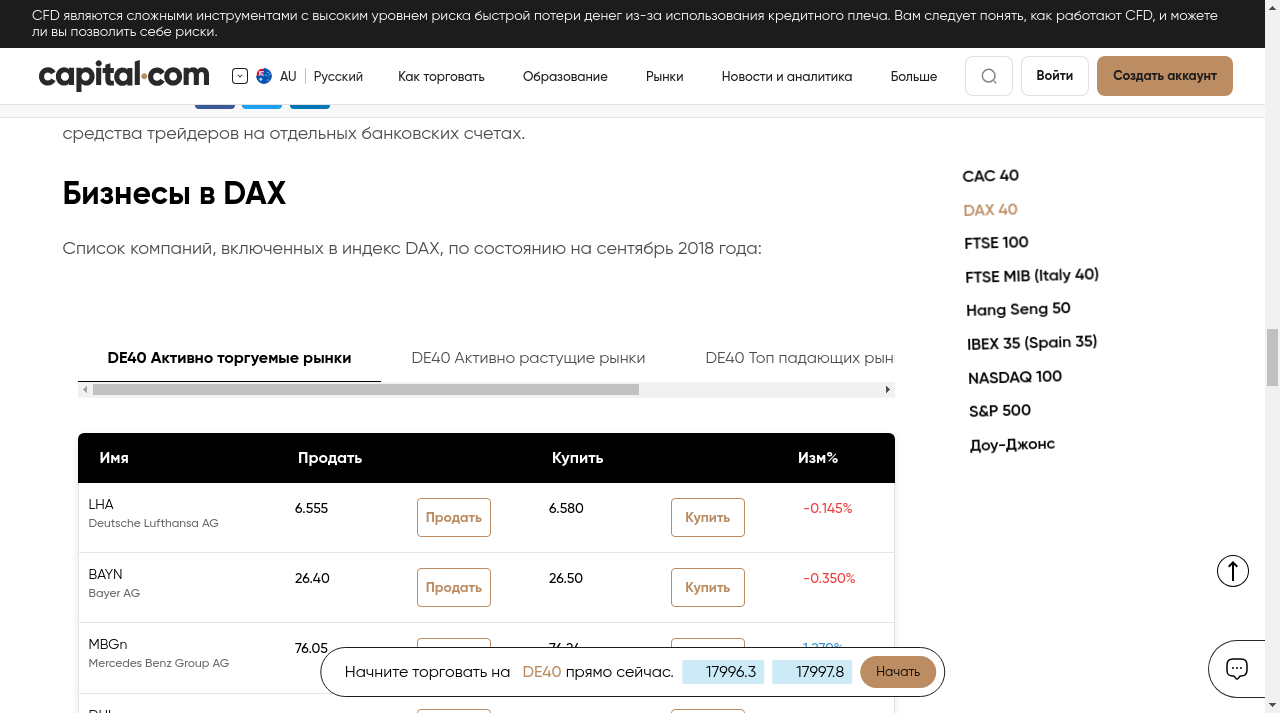 CFD являются сложными инструментами с высоким уровнем риска быстрой потери денег из-за использования кредитного плеча. Вам следует понять, как работают CFD, и можете
ли вы позволить себе риски.
capital.com
AU Русский Как торговать Образование Рынки Новости и аналитика Больше Войти Создать аккаунт
средства трейдеров на отдельных банковских счетах.
Бизнесы в DAX
Список компаний, включенных в индекс DAX, по состоянию на сентябрь 2018 года:
CAC 40
DAX 40
FTSE 100
FTSE MIB (Italy 40)
Hang Seng 50
IBEX 35 (Spain 35)
NASDAQ 100
S&P 500
Доу-Джонс
DE40 Активно торгуемые рынки DE40 Активно растущие рынки DE40 Топ падающих
Имя Продать Купить Изм%
LHA 6.555 Продать 6.580 Купить -0.145%
Deutsche Lufthansa AG
BAYN 26.40 Продать 26.50 Купить -0.350%
Bayer AG
MBGn 76.05
Mercedes Benz Group AG
Начните торговать на DE40 прямо сейчас. 17996.3 17997.8 Начать